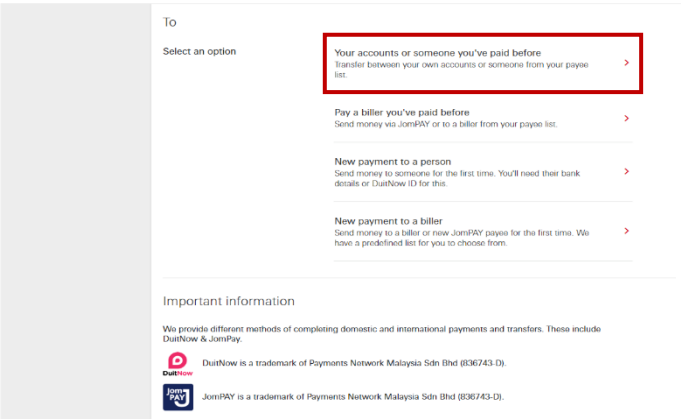 To
Select an option
Your accounts or someone you've paid before
Transfer between your own accounts or someone from your payee
list.
Pay a biller you've paid before
Send money via JomPAY or to a biller from your payee list.
New payment to a person
Send money to someone for the first time. You'll need their bank
details or DuitNow ID for this.
New payment to a biller
Send money to a biller or new JomPAY payee for the first time. We
have a predefined list for you to choose from.
Important information
We provide different methods of completing domestic and international payments and transfers. These include
DuitNow & JomPay.
DuitNow
DuitNow is a trademark of Payments Network Malaysia Sdn Bhd (836743-D).
Jom
PAY
JomPAY is a trademark of Payments Network Malaysia Sdn Bhd (836743-D).